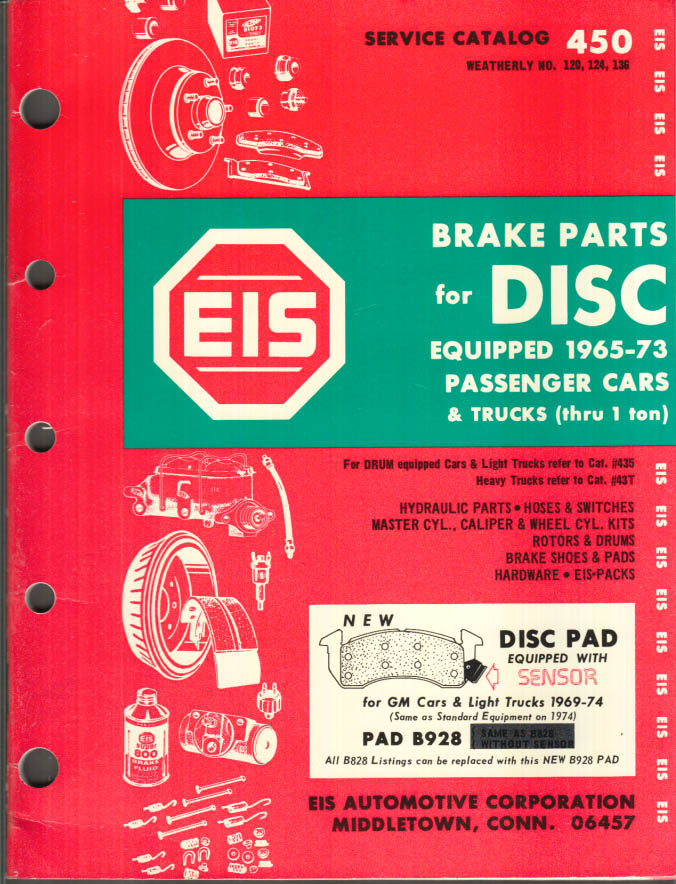 SERVICE CATALOG 450
WEATHERLY NO. 120, 124, 136
EIS EIS EIS EIS
BRAKE PARTS
for DISC
EIS
EQUIPPED 1965-73
PASSENGER CARS
& TRUCKS (thru 1 ton)
For DRUM equipped Cars & Light Trucks refer to Cat. #435
Heavy Trucks refer to Cat. #43T
HYDRAULIC PARTS • HOSES & SWITCHES
MASTER CYL., CALIPER & WHEEL CYL. KITS
ROTORS & DRUMS
BRAKE SHOES & PADS
HARDWARE • EIS-PACKS
NEW
DISC PAD
EQUIPPED WITH
SENSOR
for GM Cars & Light Trucks 1969-74
(Same as Standard Equipment on 1974)
PAD B928
SAME AS B828
WITHOUT SENSOR
All B828 Listings can be replaced with this NEW B928 PAD
EIS
super
800
BRAKE
FLUID
EIS AUTOMOTIVE CORPORATION
MIDDLETOWN, CONN. 06457
EIS EIS EIS EIS EIS EIS EIS EIS EIS